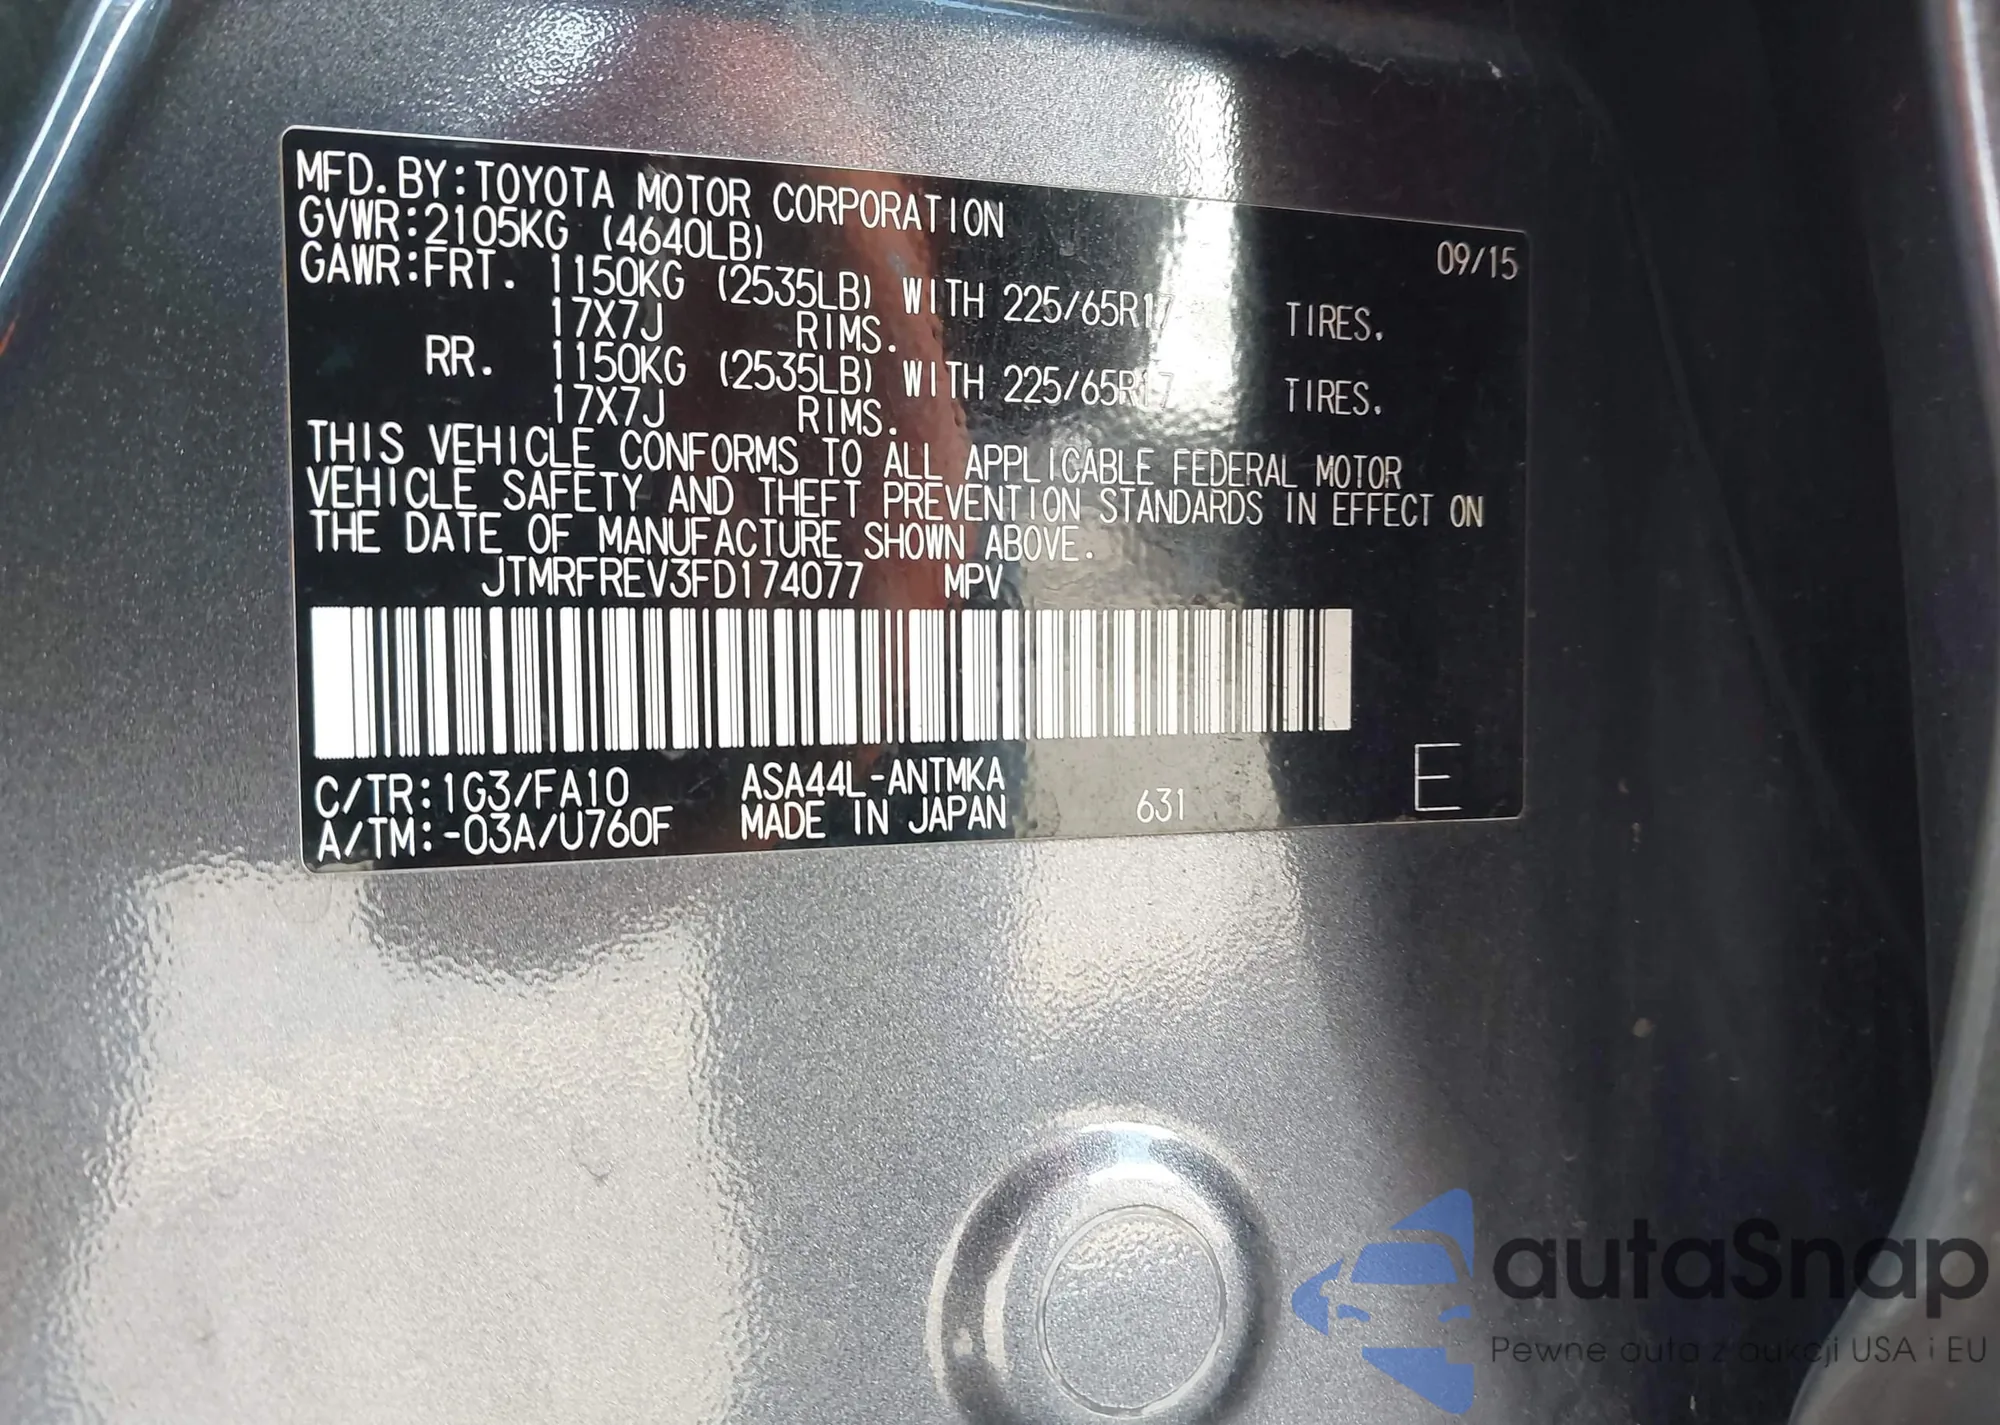 MFD. BY:TOYOTA MOTOR CORPORATION
GVWR:2105KG (4640LB) 09/15
GAWR:FRT. 1150KG (2535LB) WITH 225/65R17 TIRES.
17X7J RIMS.
RR. 1150KG (2535LB) WITH 225/65R17 TIRES.
17X7J RIMS.
THIS VEHICLE CONFORMS TO ALL APPLICABLE FEDERAL MOTOR
VEHICLE SAFETY AND THEFT PREVENTION STANDARDS IN EFFECT ON
THE DATE OF MANUFACTURE SHOWN ABOVE.
JTMRFREV3FD174077 MPV
C/TR:1G3/FA10 ASA44L-ANTMKA
A/TM:-03A/U760F MADE IN JAPAN 631 E
autaSnap
Pewne auta z aukcji USA i EU